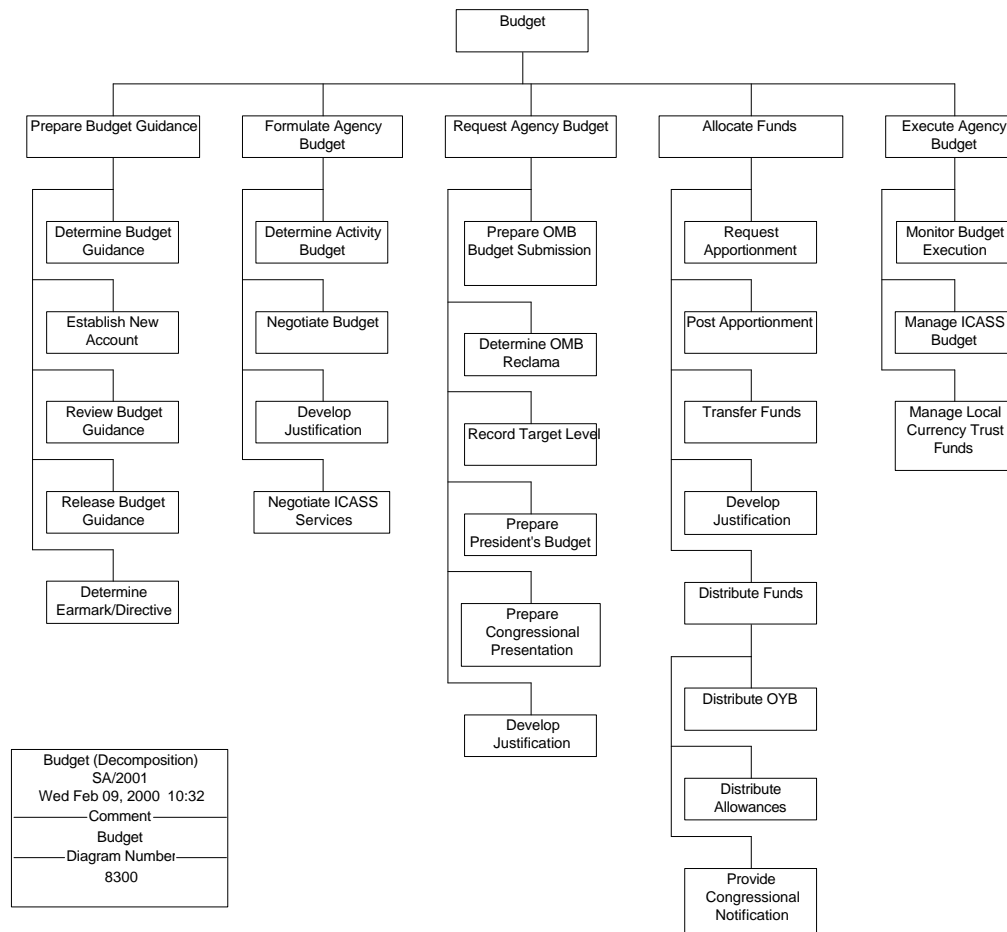 Budget
Prepare Budget Guidance
Formulate Agency
Budget
Request Agency Budget
Allocate Funds
Execute Agency
Budget
Determine Budget
Guidance
Establish New
Account
Review Budget
Guidance
Release Budget
Guidance
Determine
Earmark/Directive
Determine Activity
Budget
Negotiate Budget
Develop
Justification
Negotiate ICASS
Services
Prepare OMB
Budget Submission
Determine OMB
Reclama
Record Target Level
Prepare
President's Budget
Prepare
Congressional
Presentation
Develop
Justification
Request
Apportionment
Post Apportionment
Transfer Funds
Develop
Justification
Distribute Funds
Distribute OYB
Distribute
Allowances
Provide
Congressional
Notification
Monitor Budget
Execution
Manage ICASS
Budget
Manage Local
Currency Trust
Funds
Budget (Decomposition)
SA/2001
Wed Feb 09, 2000 10:32
Comment
Budget
Diagram Number
8300